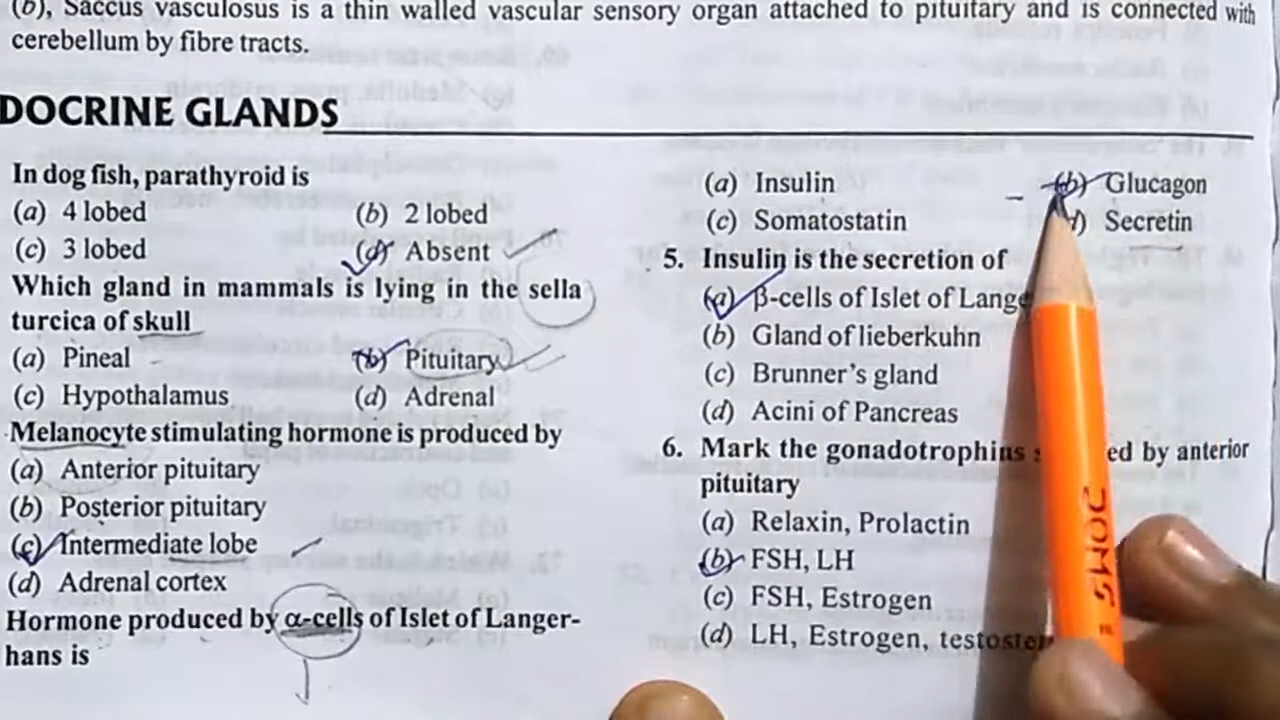 (b), Saccus vasculosus is a thin walled vascular sensory organ attached to pituitary and is connected with
cerebellum by fibre tracts.
DOCRINE GLANDS
In dog fish, parathyroid is
(a) 4 lobed
(b) 2 lobed
(c) 3 lobed
(d) Absent
Which gland in mammals is lying in the sella
turcica of skull
(a) Pineal
(b) Pituitary
(c) Hypothalamus
(d) Adrenal
Melanocyte stimulating hormone is produced by
(a) Anterior pituitary
(b) Posterior pituitary
(c) Intermediate lobe
(d) Adrenal cortex
Hormone produced by α-cells of Islet of Langer-
hans is
(a) Insulin
(b) Glucagon
(c) Somatostatin
Secretin
5. Insulin is the secretion of
(a) β-cells of Islet of
(b) Gland of lieberkuhn
(c) Brunner's gland
(d) Acini of Pancreas
6. Mark the gonadotrophins by anterior
pituitary
(a) Relaxin, Prolactin
(b) FSH, LH
(c) FSH, Estrogen
(d) LH, Estrogen,
DOMS